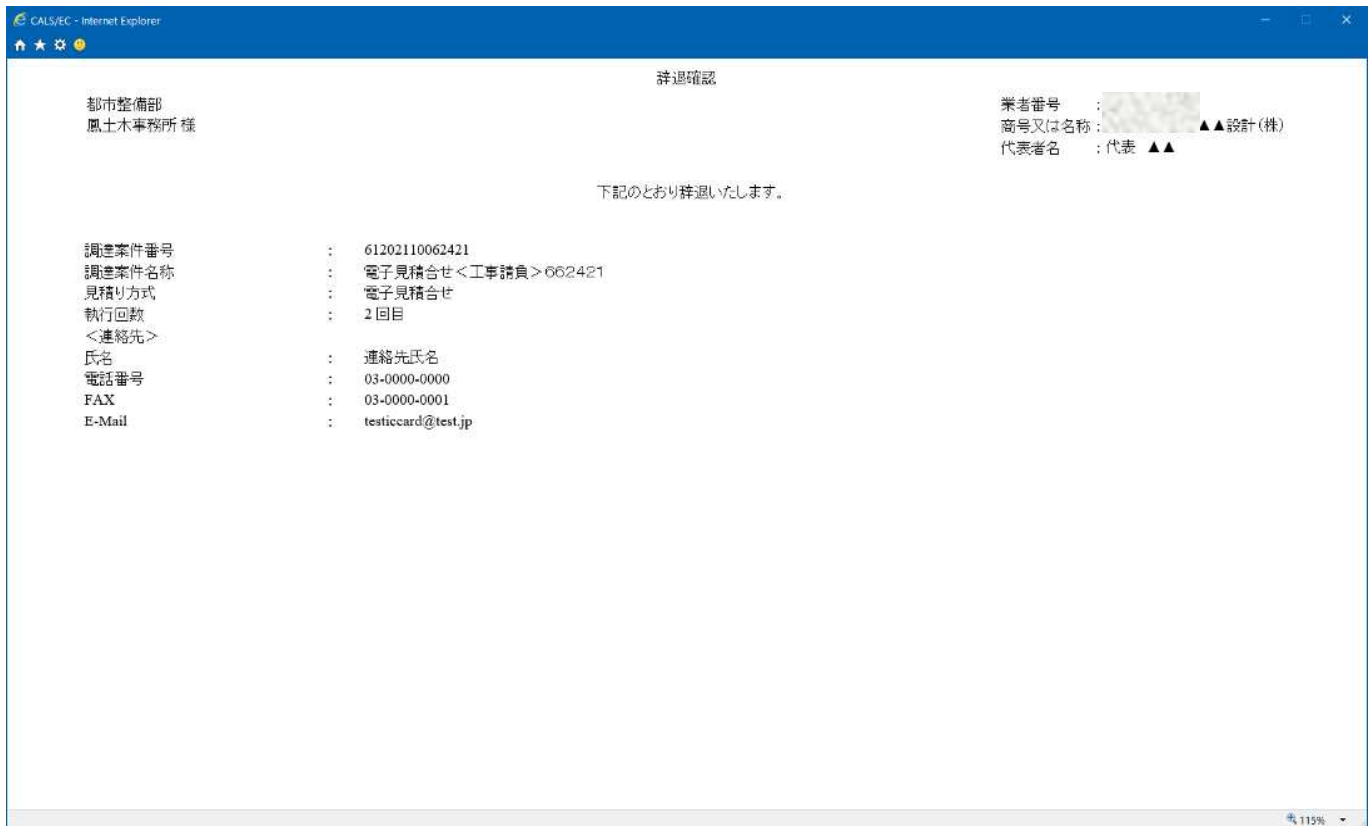 CALS/EC - Internet Explorer
辞退確認
都市整備部
鳳土木事務所 様
業者番号 :
商号又は名称 : ▲▲設計(株)
代表者名 : 代表 ▲▲
下記のとおり辞退いたします。
調達案件番号 : 61202110062421
調達案件名称 : 電子見積合せ<工事請負>662421
見積り方式 : 電子見積合せ
執行回数 : 2回目
<連絡先>
氏名 : 連絡先氏名
電話番号 : 03-0000-0000
FAX : 03-0000-0001
E-Mail : testiccard@test.jp
115%